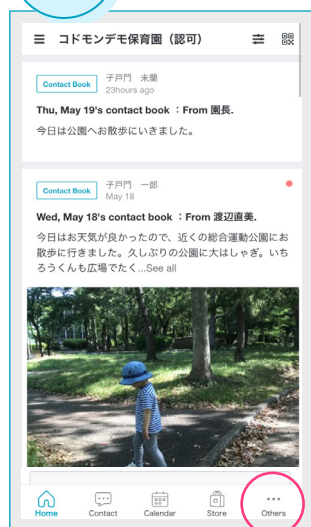 コドモンデモ保育園（認可）
Contact Book
子戸門　未蘭
23hours ago
Thu, May 19's contact book ：From 園長.
今日は公園へお散歩にいきました。
Contact Book
子戸門　一郎
May 18
Wed, May 18's contact book ：From 渡辺直美.
今日はお天気が良かったので、近くの総合運動公園にお
散歩に行きました。久しぶりの公園に大はしゃぎ。いち
ろうくんも広場でたく...See all
Home
Contact
Calendar
Store
Others